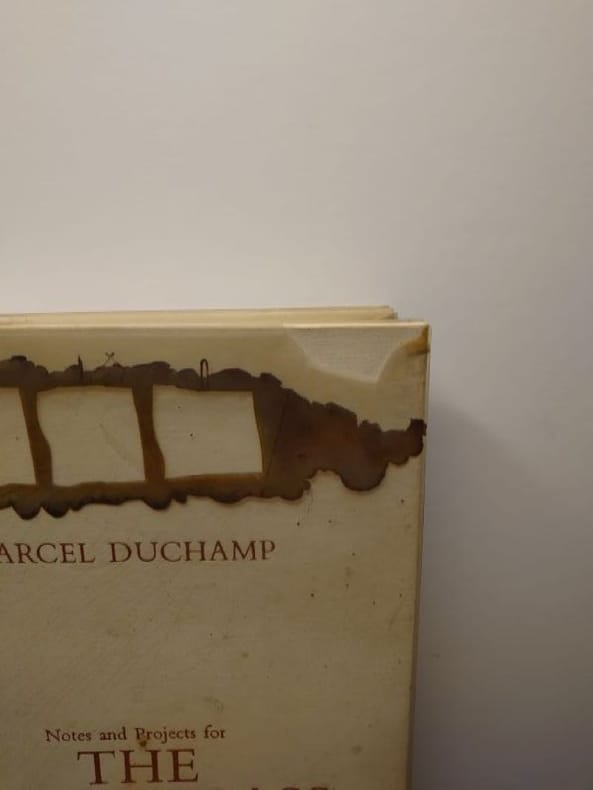 ARCEL DUCHAMP
Notes and Projects for
THE